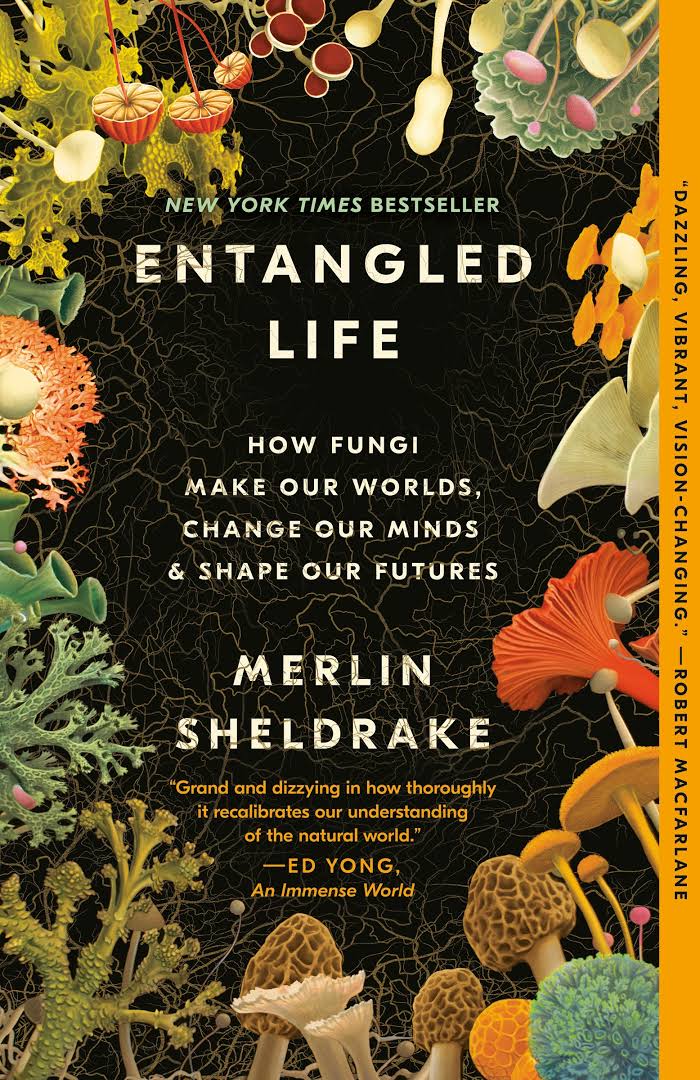 NEW YORK TIMES BESTSELLER
ENTANGLED
LIFE
HOW FUNGI
MAKE OUR WORLDS,
CHANGE OUR MINDS
& SHAPE OUR FUTURES
MERLIN
SHELDRAKE
“Grand and dizzying in how thoroughly
it recalibrates our understanding
of the natural world.”
—ED YONG,
An Immense World
“DAZZLING, VIBRANT, VISION-CHANGING.” —ROBERT MACFARLANE